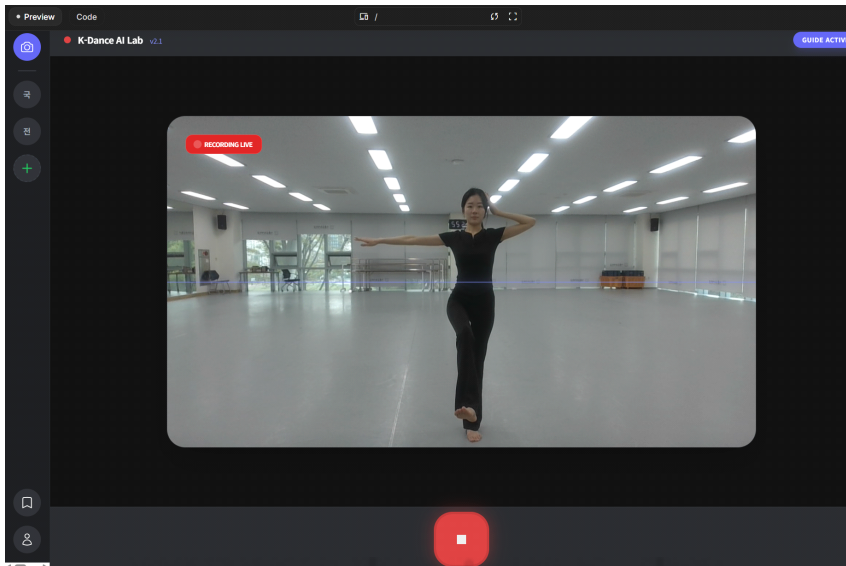 Preview Code /
K-Dance AI Lab v2.1 GUIDE ACTIV
국
전
RECORDING LIVE